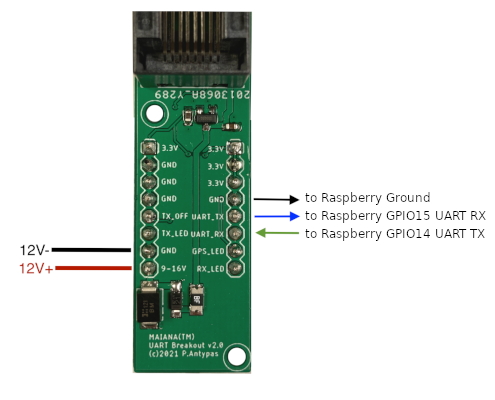 2013068A_Y289
3.3V 3.3V
GND 3.3V
GND 3.3V
GND GND
to Raspberry Ground
TX_OFF UART_TX
to Raspberry GPIO15 UART RX
TX_LED UART_RX
to Raspberry GPIO14 UART TX
12V-
GND GPS_LED
12V+
9-16V RX_LED
MAIANA(TM)
UART Breakout v2.0
(c)2021 P.Antypas